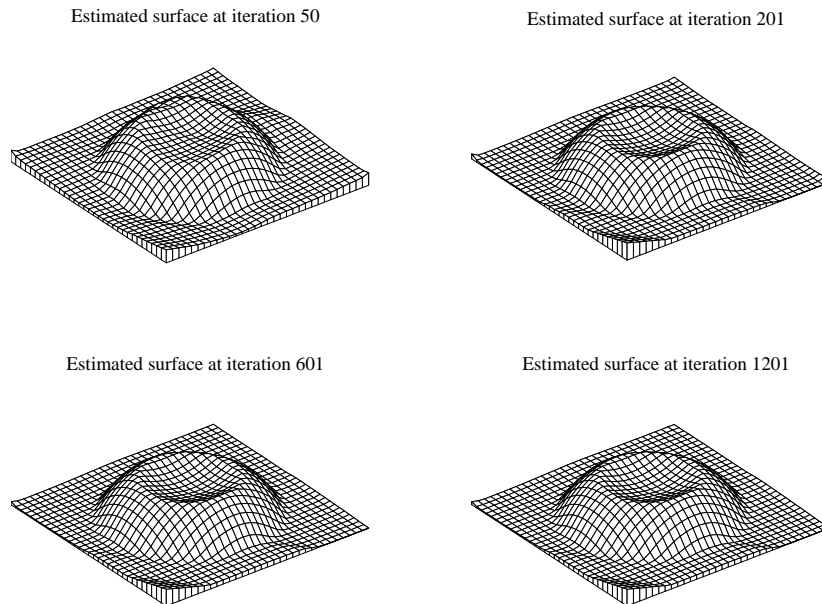 Estimated surface at iteration 50
Estimated surface at iteration 201
Estimated surface at iteration 601
Estimated surface at iteration 1201